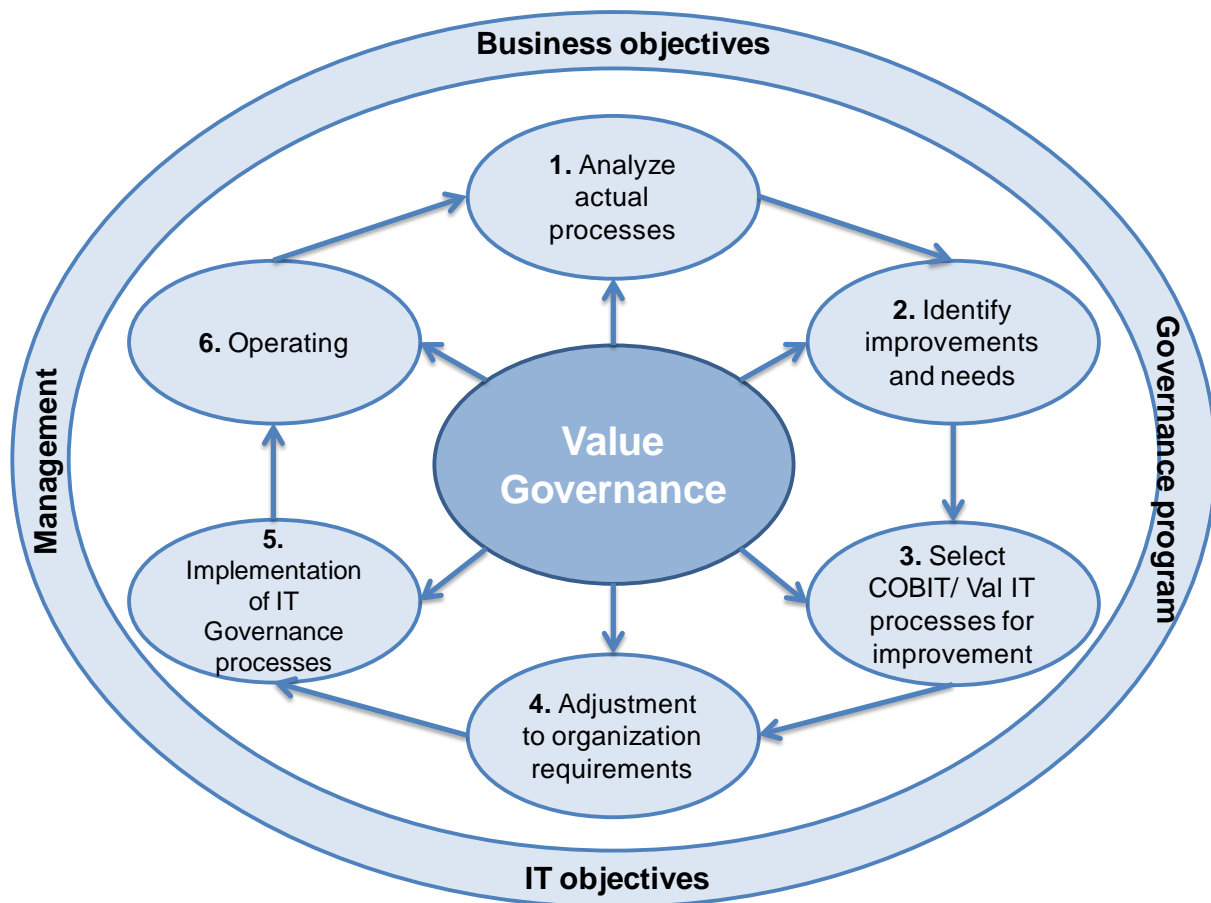 Business objectives
1. Analyze
actual
processes
2. Identify
improvements
and needs
6. Operating
Value
Governance
Management
Governance program
3. Select
COBIT/ Val IT
processes for
improvement
5.
Implementation
of IT
Governance
processes
4. Adjustment
to organization
requirements
IT objectives